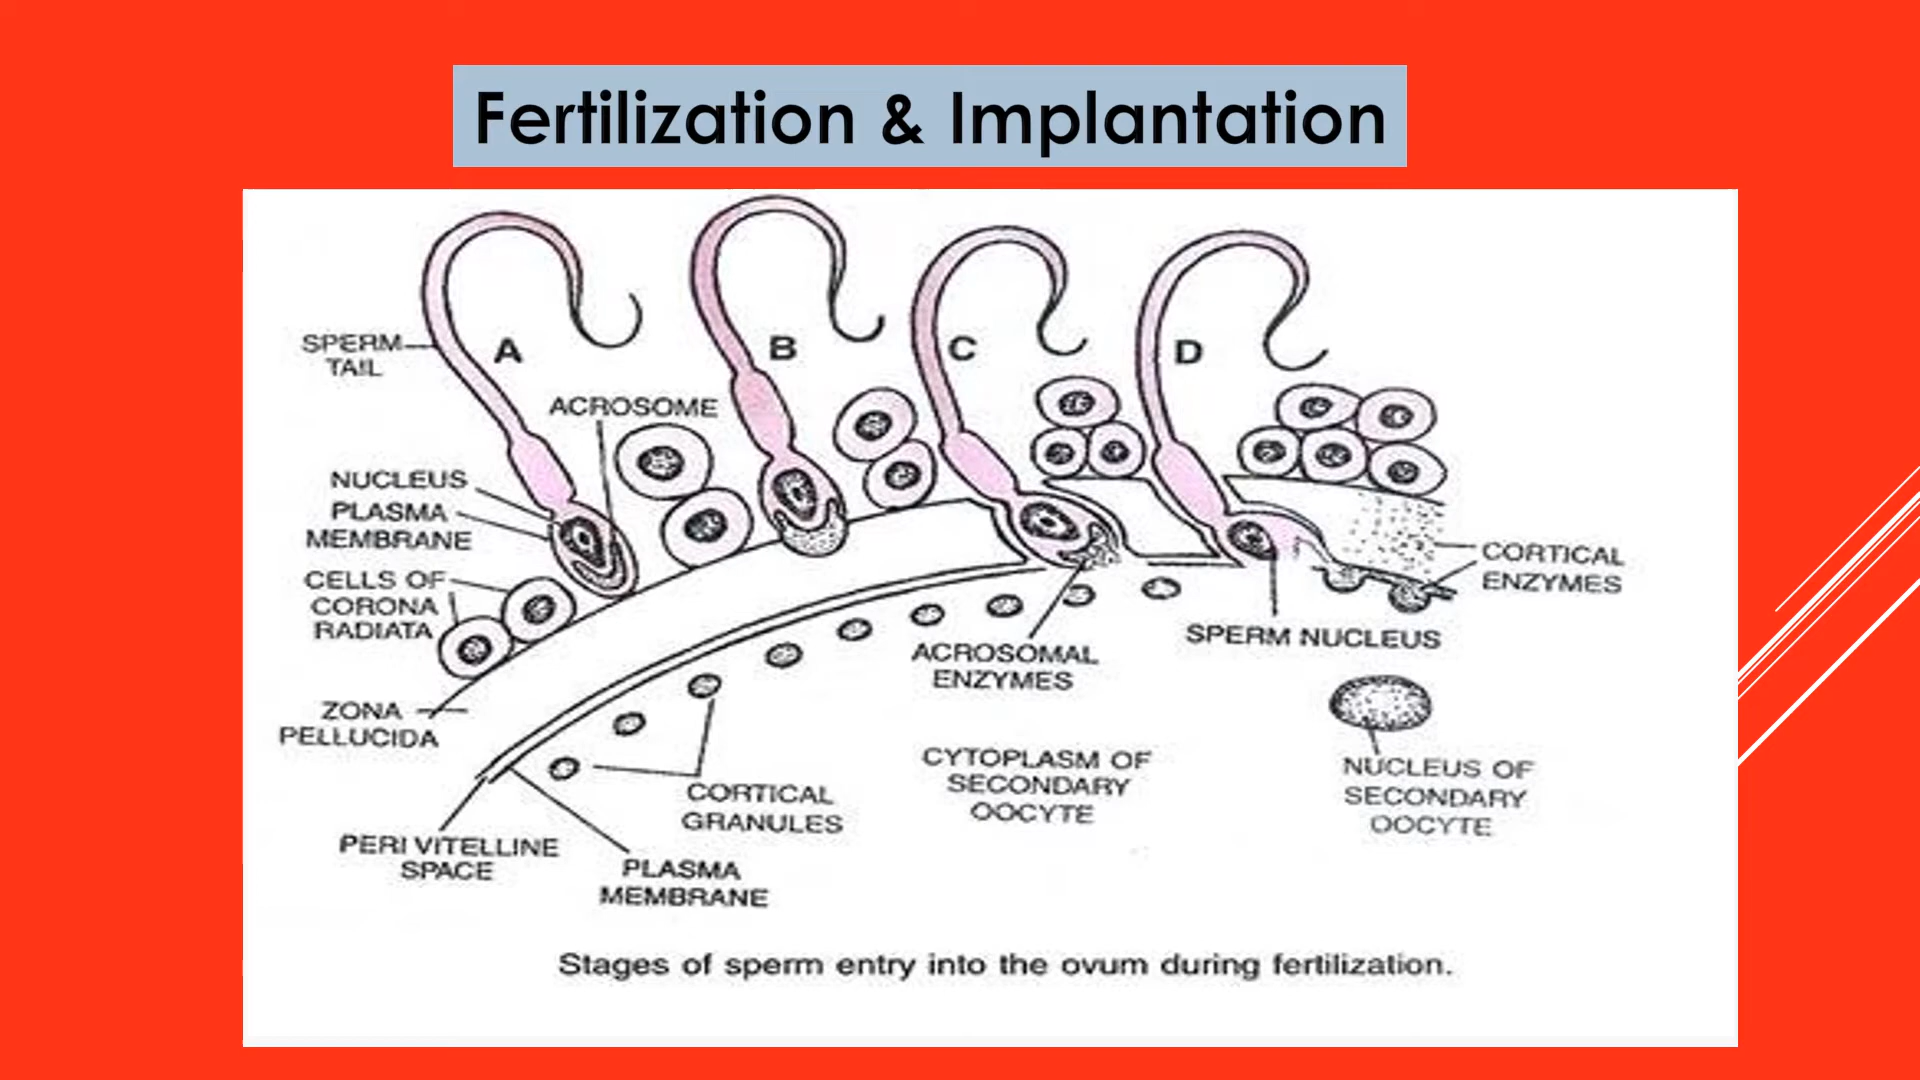 Fertilization & Implantation
A
B
C
D
SPERM
TAIL
ACROSOME
NUCLEUS
PLASMA
MEMBRANE
CELLS OF
CORONA
RADIATA
ZONA
PELLUCIDA
PERI VITELLINE
SPACE
PLASMA
MEMBRANE
CORTICAL
GRANULES
ACROSOMAL
ENZYMES
CYTOPLASM OF
SECONDARY
OOCYTE
SPERM NUCLEUS
CORTICAL
ENZYMES
NUCLEUS OF
SECONDARY
OOCYTE
Stages of sperm entry into the ovum during fertilization.